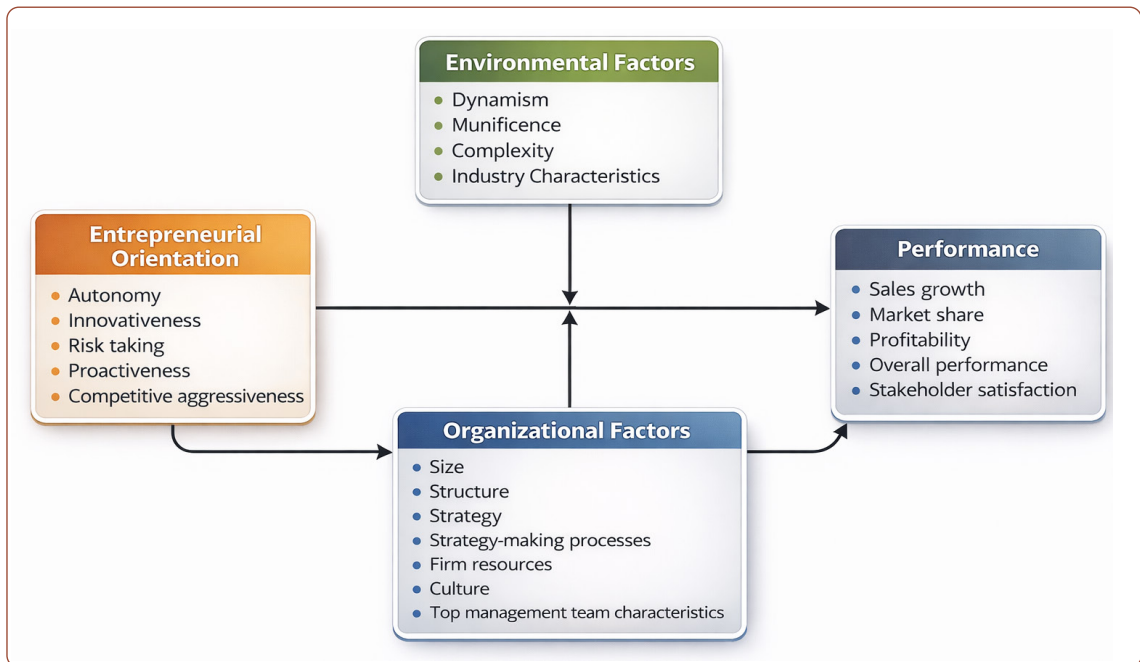 Environmental Factors
Dynamism
Munificence
Complexity
Industry Characteristics
Entrepreneurial
Orientation
Autonomy
Innovativeness
Risk taking
Proactiveness
Competitive aggressiveness
Performance
Sales growth
Market share
Profitability
Overall performance
Stakeholder satisfaction
Organizational Factors
Size
Structure
Strategy
Strategy-making processes
Firm resources
Culture
Top management team characteristics